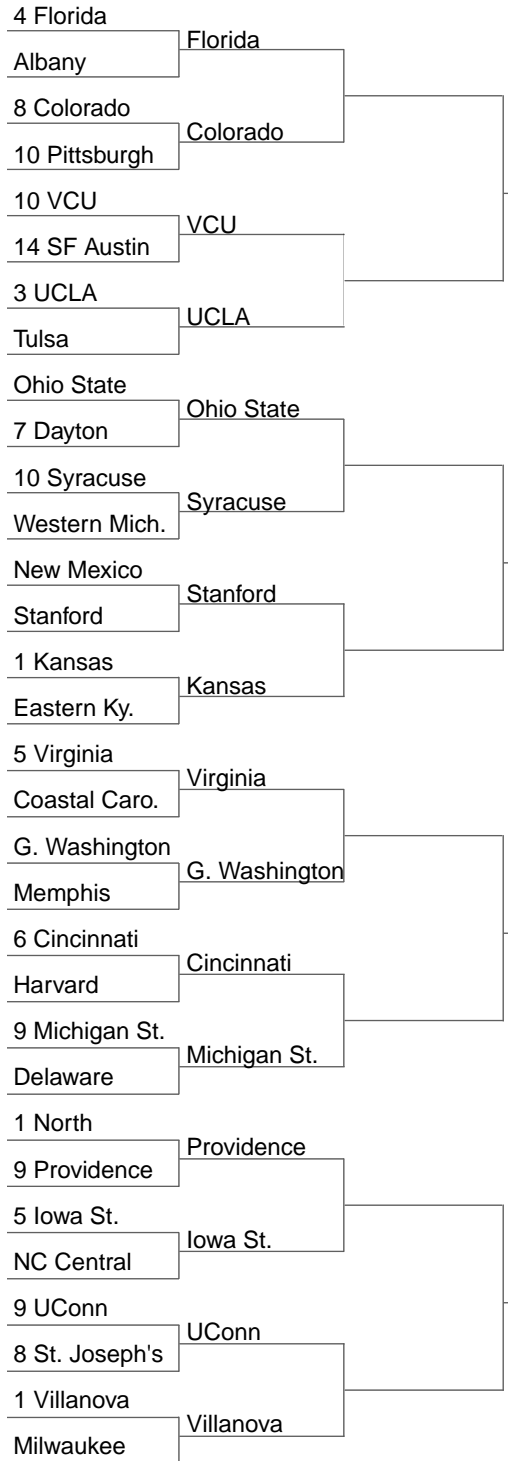 4 Florida
Florida
Albany
8 Colorado
Colorado
10 Pittsburgh
10 VCU
VCU
14 SF Austin
3 UCLA
UCLA
Tulsa
Ohio State
Ohio State
7 Dayton
10 Syracuse
Syracuse
Western Mich.
New Mexico
Stanford
Stanford
1 Kansas
Kansas
Eastern Ky.
5 Virginia
Virginia
Coastal Caro.
G. Washington
G. Washington
Memphis
6 Cincinnati
Cincinnati
Harvard
9 Michigan St.
Michigan St.
Delaware
1 North
Providence
9 Providence
5 Iowa St.
Iowa St.
NC Central
9 UConn
UConn
8 St. Joseph's
1 Villanova
Villanova
Milwaukee